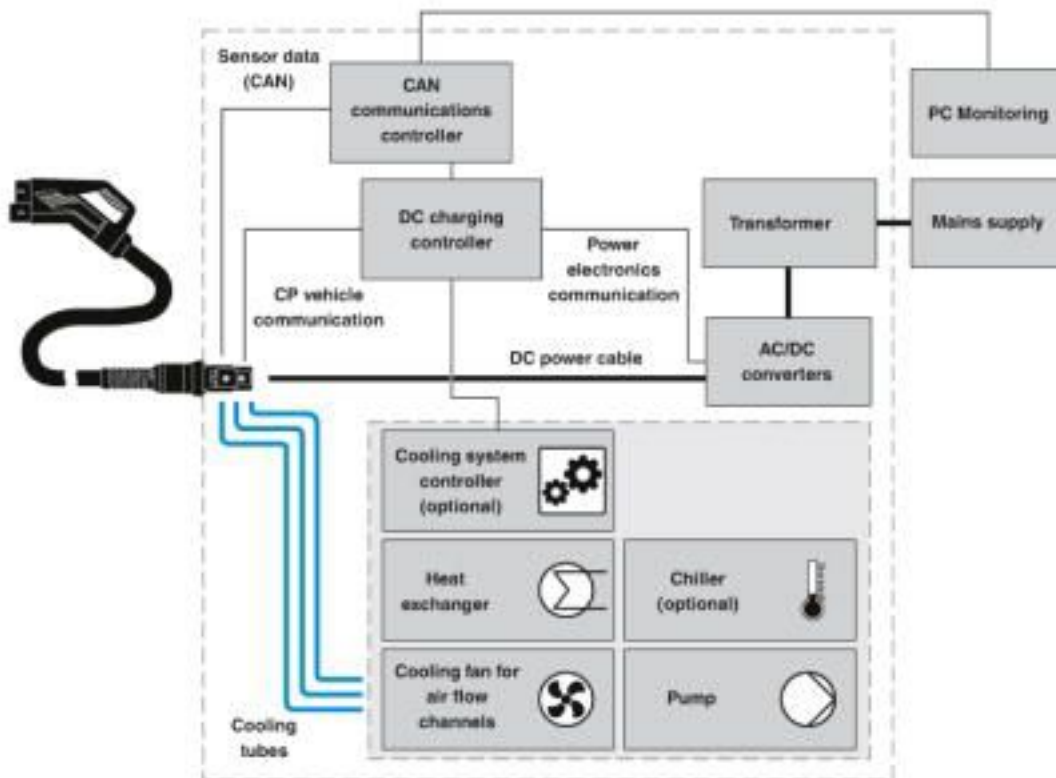 Sensor data
(CAN)
CAN
communications
controller
PC Monitoring
DC charging
controller
Transformer
Mains supply
Power
electronics
communication
CP vehicle
communication
DC power cable
AC/DC
converters
Cooling system
controller
(optional)
Heat
exchanger
Chiller
(optional)
Cooling fan for
air flow
channels
Pump
Cooling
tubes